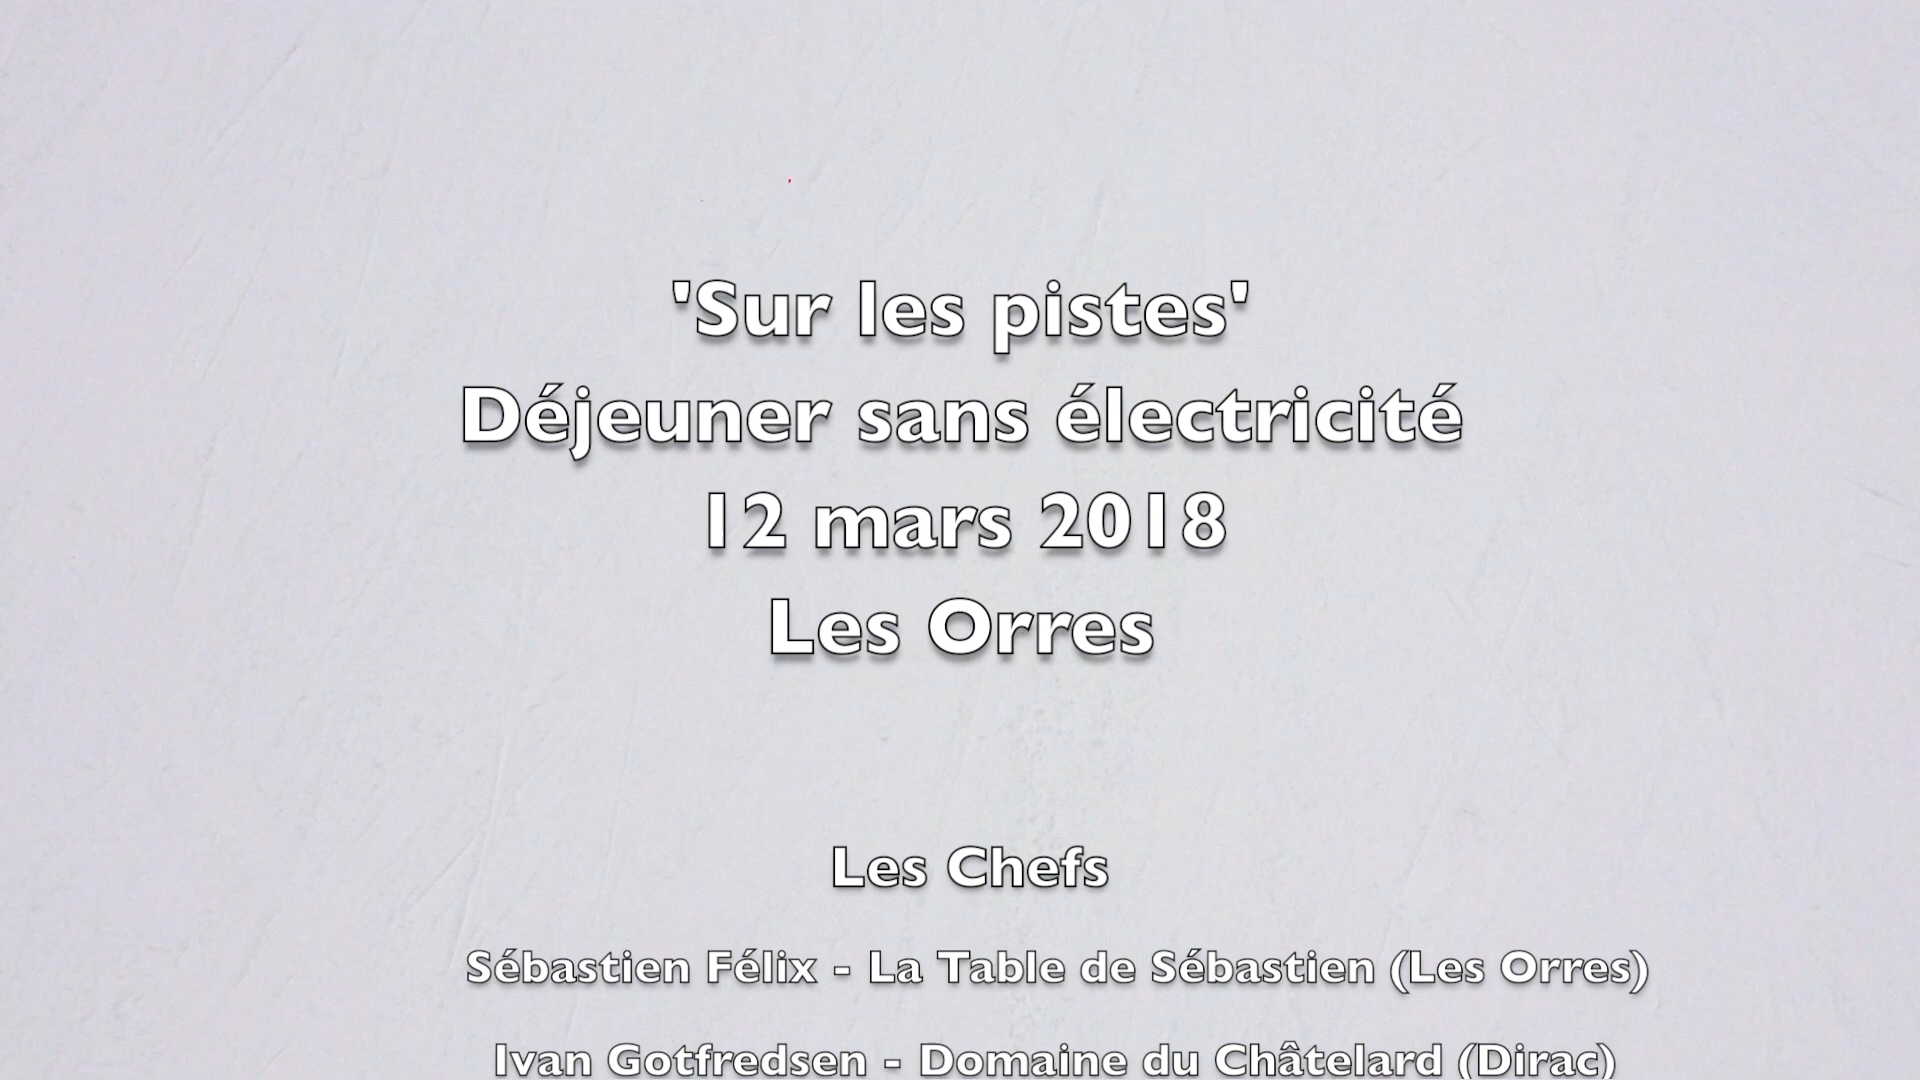 'Sur les pistes'
Déjeuner sans électricité
12 mars 2018
Les Orres
Les Chefs
Sébastien Félix - La Table de Sébastien (Les Orres)
Ivan Gotfredsen - Domaine du Châtelard (Dirac)